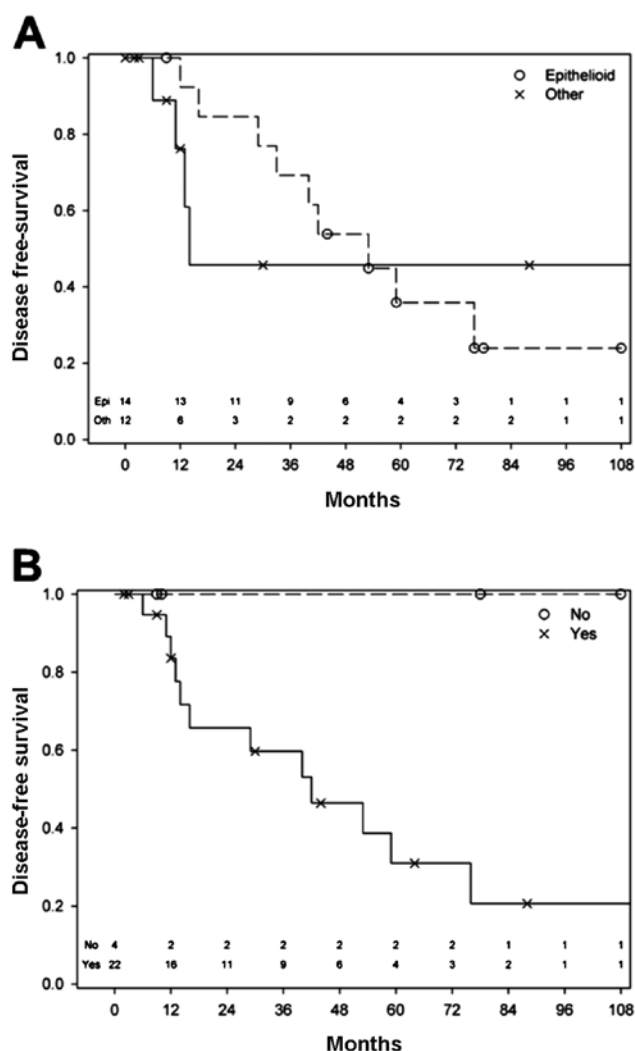 A
1.0
0.8
0.6
0.4
0.2
0.0
Disease free-survival
Epithelioid
Other
Epi 14 13 11 9 6 4 3 1 1 1
Oth 12 6 3 2 2 2 2 2 1 1
0 12 24 36 48 60 72 84 96 108
Months
B
1.0
0.8
0.6
0.4
0.2
0.0
Disease-free survival
No
Yes
No 4 2 2 2 2 2 2 1 1 1
Yes 22 16 11 9 6 4 3 2 1 1
0 12 24 36 48 60 72 84 96 108
Months